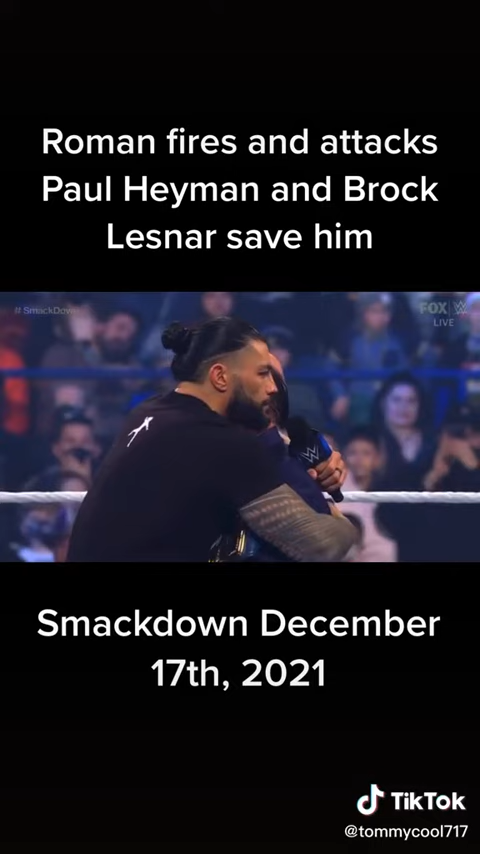 Roman fires and attacks
Paul Heyman and Brock
Lesnar save him
#SmackDown
FOX W
LIVE
W
Smackdown December
17th, 2021
TikTok
@tommycool717